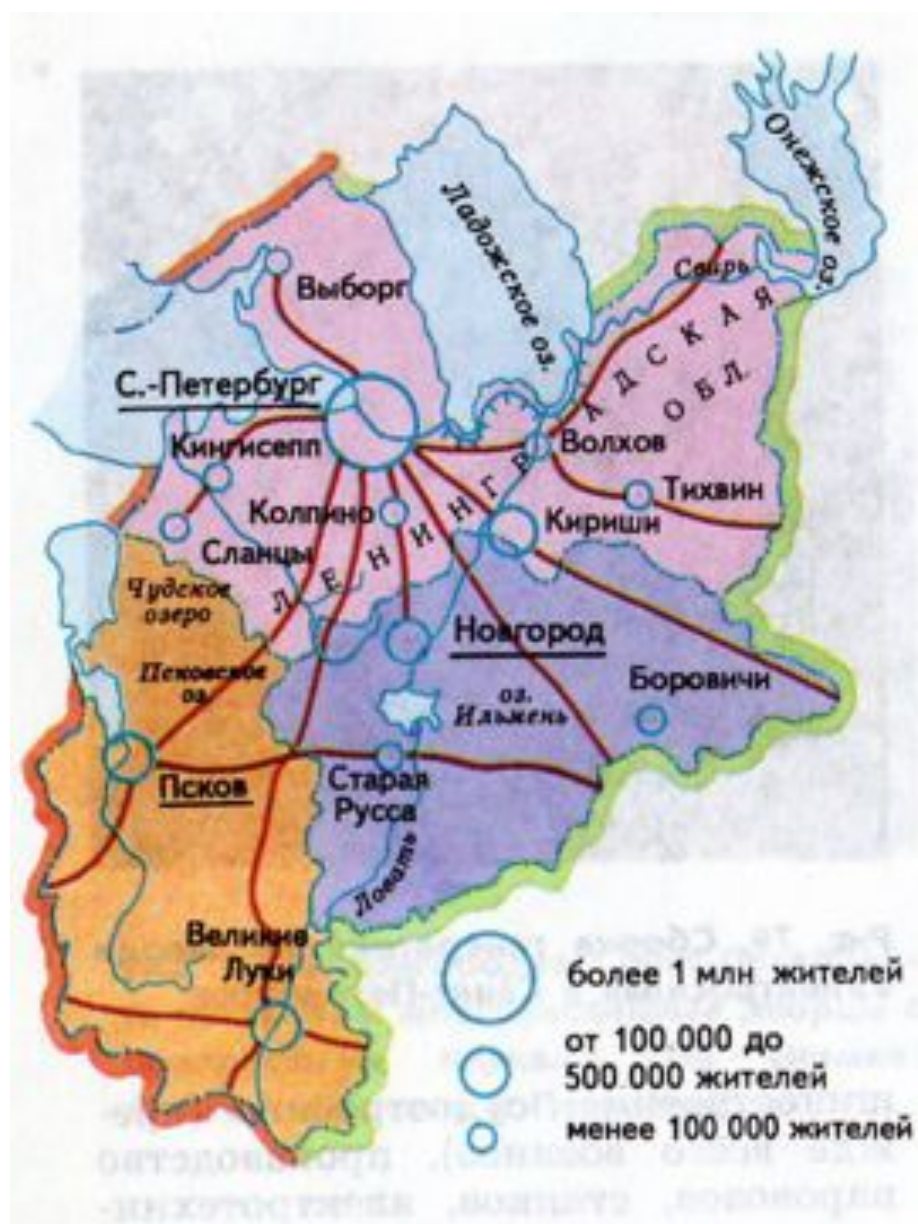 Онежское оз.
Ладожское оз.
Свирь
Выборг
ЛЕНИНГРАДСКАЯ
ОБЛ.
С.-Петербург
Кингисепп
Волхов
Тихвин
Колпино
Кириши
Сланцы
Чудское
озеро
Новгород
Псковское
оз.
Боровичи
оз.
Ильмень
Псков
Старая
Русса
Ловать
Великие
Луки
более 1 млн. жителей
от 100.000 до
500.000 жителей
менее 100 000 жителей